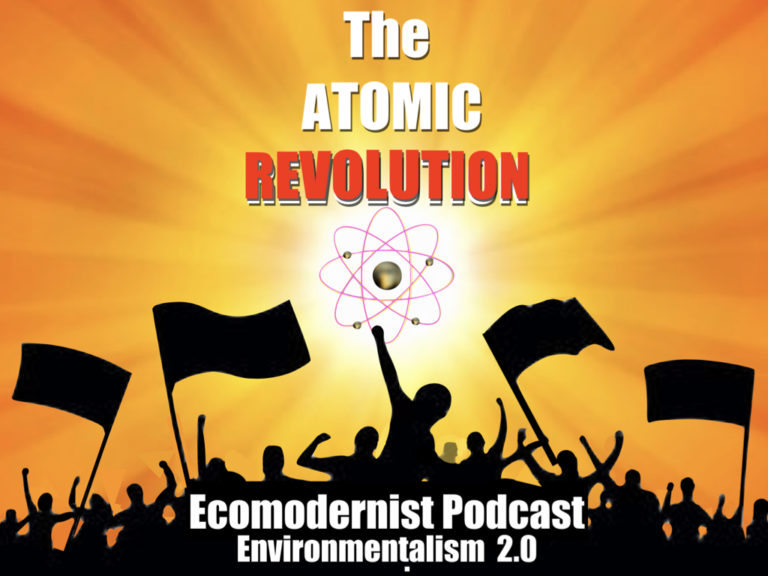 The
ATOMIC
REVOLUTION
Ecomodernist Podcast
Environmentalism 2.0